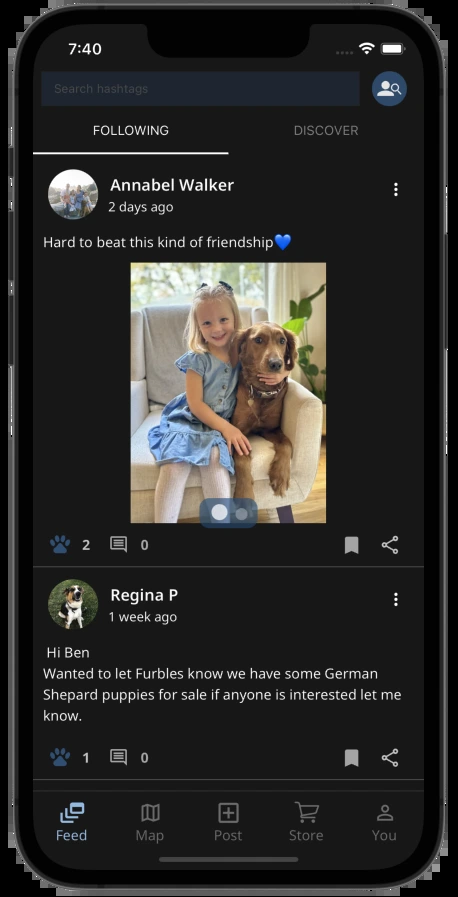 7:40
Search hashtags
FOLLOWING DISCOVER
Annabel Walker
2 days ago
Hard to beat this kind of friendship💙
2 0
Regina P
1 week ago
Hi Ben
Wanted to let Furbles know we have some German
Shepard puppies for sale if anyone is interested let me
know.
1 0
Feed Map Post Store You